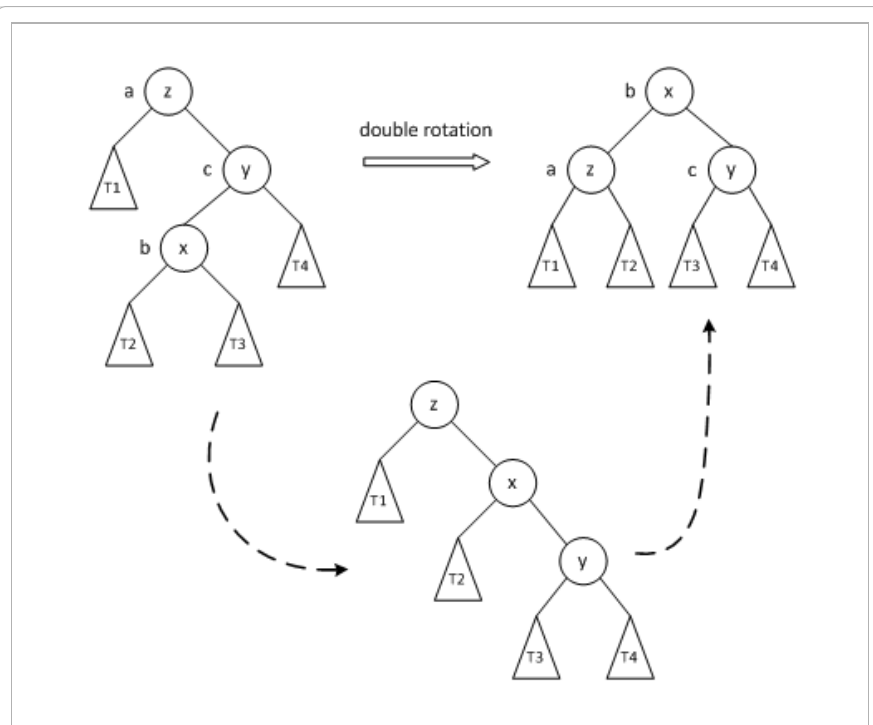 a z
b x
double rotation
c y
a z
c y
T1
b x
T4
T1 T2 T3 T4
T2 T3
z
x
T1
y
T2
T3 T4